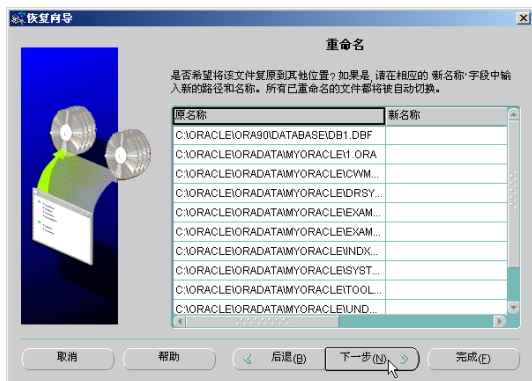 恢复向导
重命名
是否希望将该文件复原到其他位置?如果是,请在相应的'新名称'字段中输
入新的路径和名称。所有已重命名的文件都将被自动切换。
原名称 新名称
C:\ORACLE\ORA90\DATABASE\DB1.DBF
C:\ORACLE\ORADATA\MYORACLE\1.ORA
C:\ORACLE\ORADATA\MYORACLE\CWM...
C:\ORACLE\ORADATA\MYORACLE\DRSY...
C:\ORACLE\ORADATA\MYORACLE\EXAM...
C:\ORACLE\ORADATA\MYORACLE\EXAM...
C:\ORACLE\ORADATA\MYORACLE\INDX...
C:\ORACLE\ORADATA\MYORACLE\SYST...
C:\ORACLE\ORADATA\MYORACLE\TOOL...
C:\ORACLE\ORADATA\MYORACLE\UND...
取消 帮助 后退(B) 下一步(N) 完成(F)